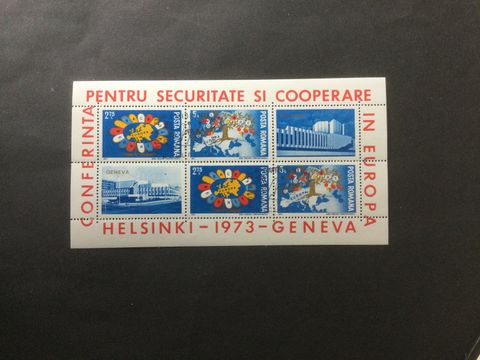 PENTRU SECURITATE SI COOPERARE
CONFERINTA
IN EUROPA
2,75
POSTA ROMANA
5L
POSTA ROMANA
GENEVA
2,75
POSTA ROMANA
5L
POSTA ROMANA
HELSINKI - 1973 - GENEVA